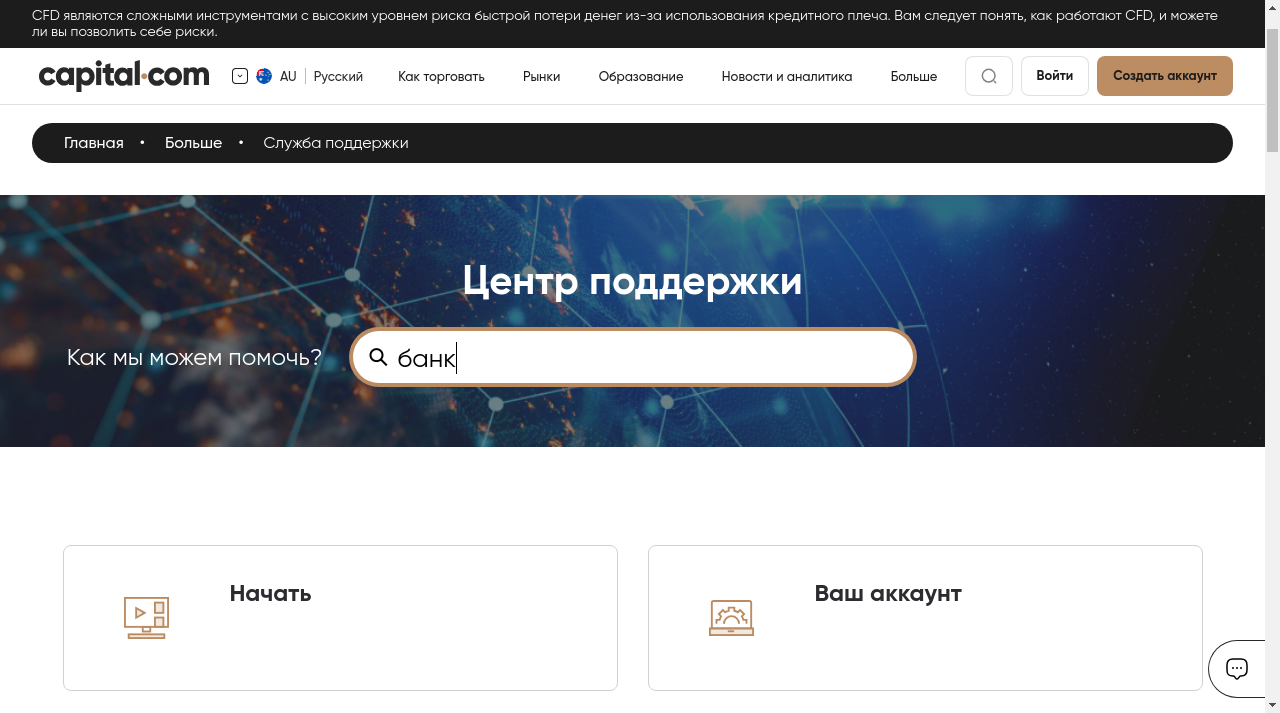 CFD являются сложными инструментами с высоким уровнем риска быстрой потери денег из-за использования кредитного плеча. Вам следует понять, как работают CFD, и можете
ли вы позволить себе риски.
capital.com AU Русский Как торговать Рынки Образование Новости и аналитика Больше Войти Создать аккаунт
Главная • Больше • Служба поддержки
Центр поддержки
Как мы можем помочь? банк
Начать Ваш аккаунт